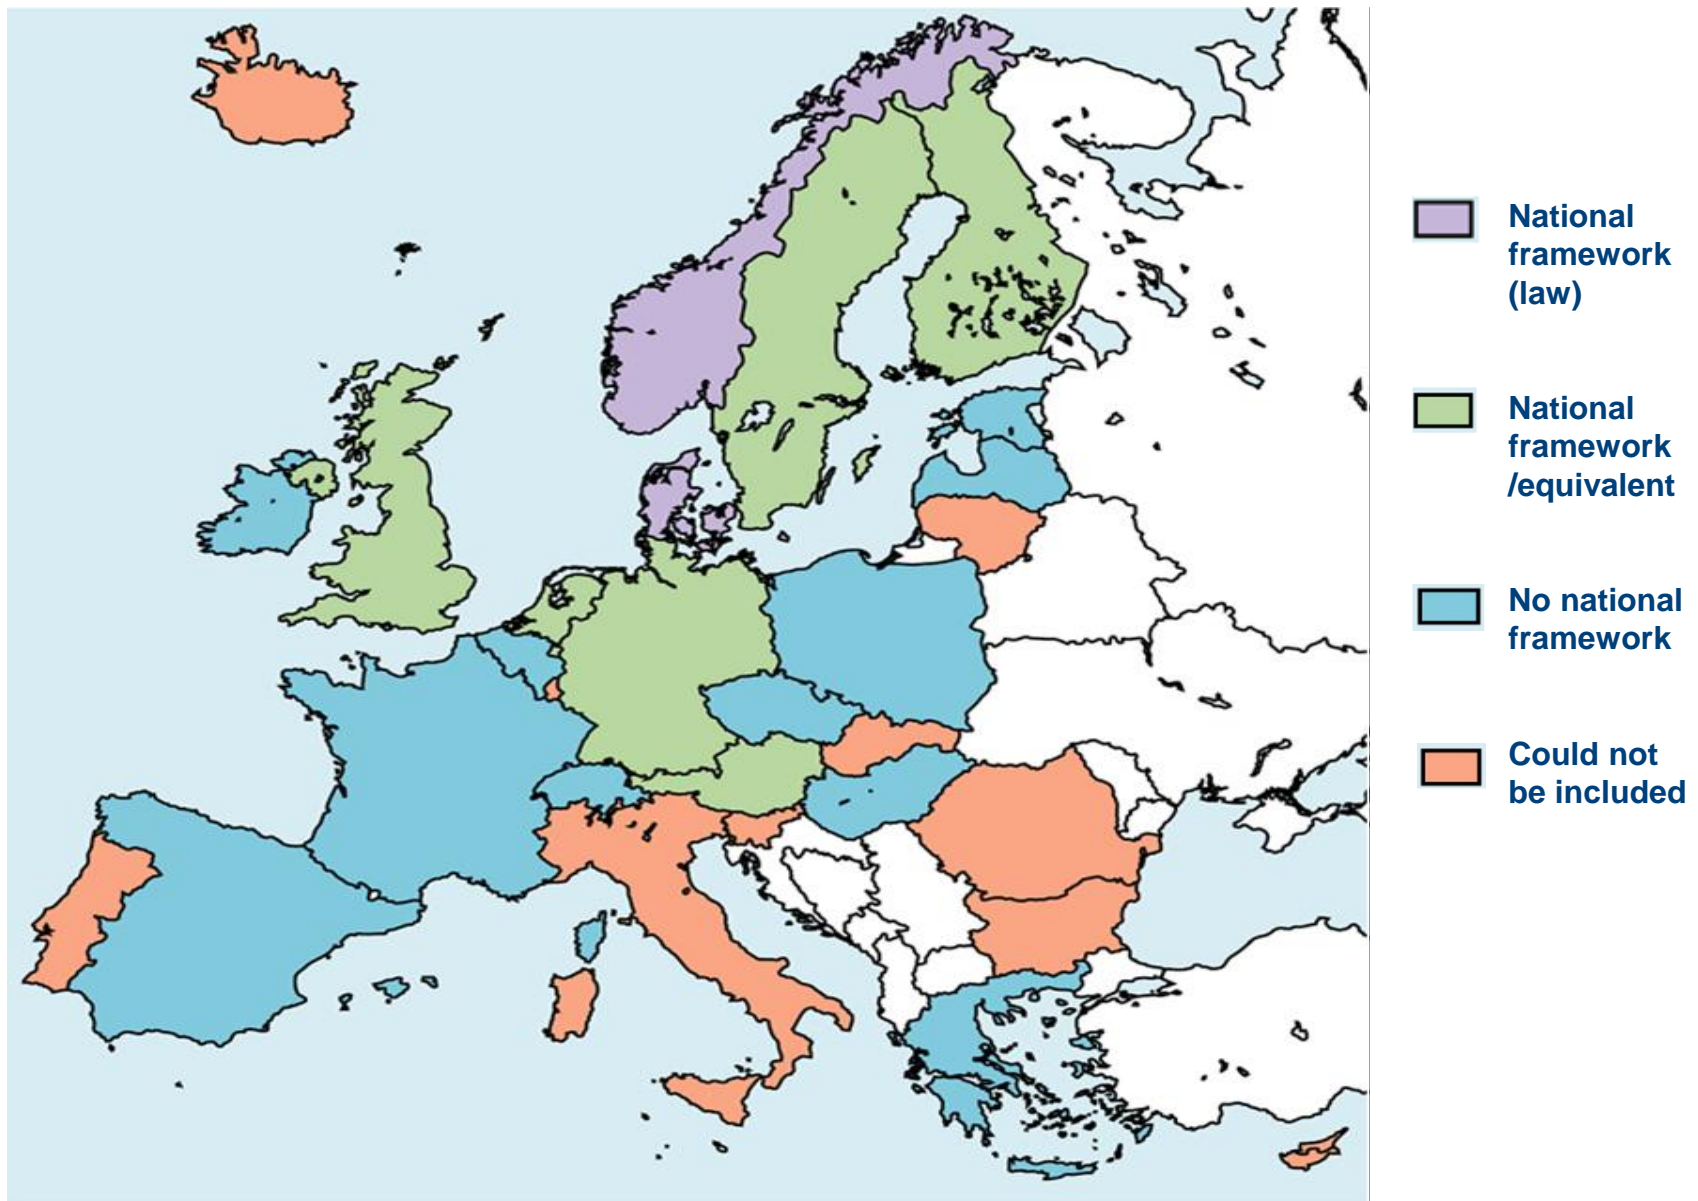 National
framework
(law)
National
framework
/equivalent
No national
framework
Could not
be included